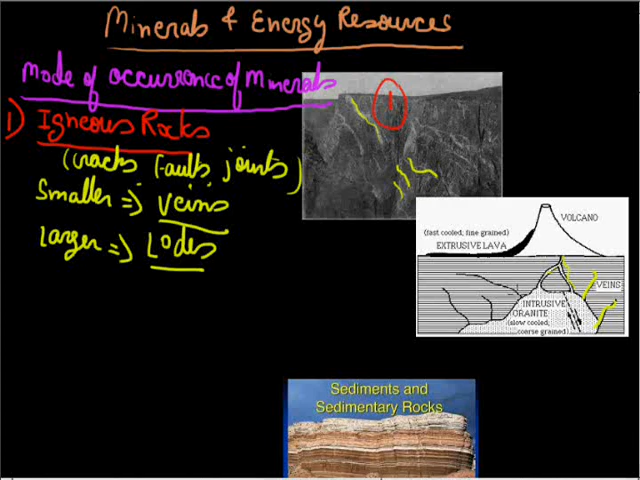 Minerals & Energy Resources
Mode of occurrence of Minerals
1) Igneous Rocks
(cracks faults joints)
Smaller => Veins
Larger => Lodes
1
VOLCANO
(fast cooled; fine grained)
EXTRUSIVE LAVA
VEINS
INTRUSIVE
GRANITE
(slow cooled;
coarse grained)
Sediments and
Sedimentary Rocks